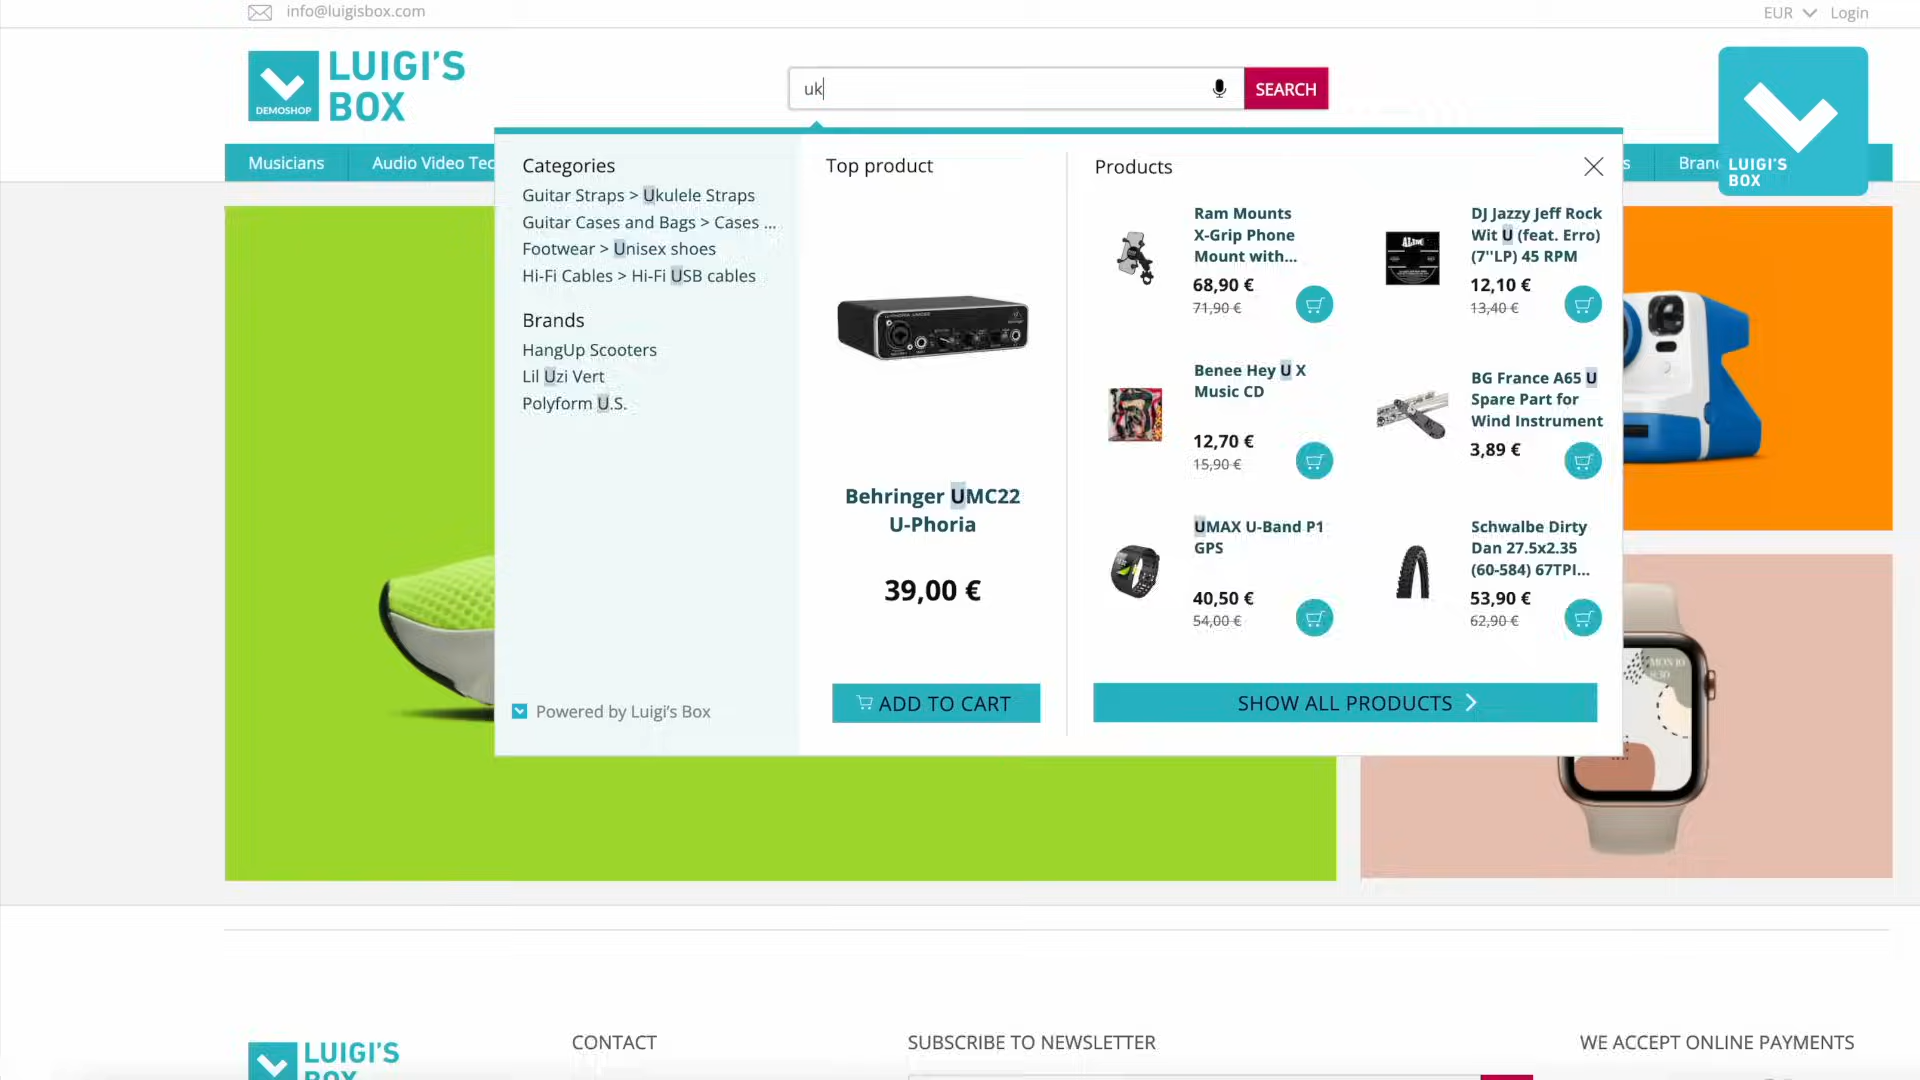 info@luigisbox.com
EUR
Login
LUIGI'S
BOX
DEMOSHOP
uk
SEARCH
Musicians
Audio Video Tec
LUIGI'S
BOX
Categories
Guitar Straps > Ukulele Straps
Guitar Cases and Bags > Cases ...
Footwear > Unisex shoes
Hi-Fi Cables > Hi-Fi USB cables
Brands
HangUp Scooters
Lil Uzi Vert
Polyform U.S.
Powered by Luigi's Box
Top product
Behringer UMC22
U-Phoria
39,00 €
ADD TO CART
Products
Ram Mounts
X-Grip Phone
Mount with...
68,90 €
71,90 €
DJ Jazzy Jeff Rock
Wit U (feat. Erro)
(7''LP) 45 RPM
12,10 €
13,40 €
Benee Hey U X
Music CD
12,70 €
15,90 €
BG France A65 U
Spare Part for
Wind Instrument
3,89 €
UMAX U-Band P1
GPS
40,50 €
54,00 €
Schwalbe Dirty
Dan 27.5x2.35
(60-584) 67TPI...
53,90 €
62,90 €
SHOW ALL PRODUCTS
LUIGI'S
BOX
CONTACT
SUBSCRIBE TO NEWSLETTER
WE ACCEPT ONLINE PAYMENTS